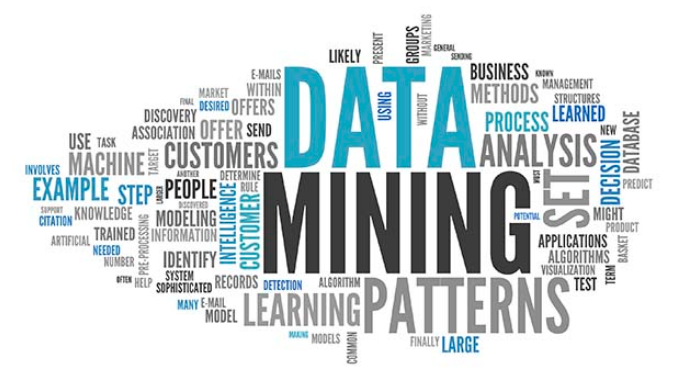 LIKELY
PRESENT
GROUPS
MARKETING
GENERAL
SENDING
E-MAILS
WITHIN
DATA
USING
WITHOUT
BUSINESS
KNOWN
METHODS
MANAGEMENT
STRUCTURES
MARKET
FINAL
DESIRED
OFFERS
DISCOVERY
ASSOCIATION
OFFER
SEND
PROCESS
LEARNED
NEW
DATABASE
USE
TASK
MACHINE
TARGET
CUSTOMERS
ANALYSIS
DECISION
PREDICT
INVOLVES
EXAMPLE
STEP
ANOTHER
LARGER
PEOPLE
DISCOVERED
DETERMINE
RULE
INTELLIGENCE
CUSTOMER
MINING
MUST
SET
POTENTIAL
MIGHT
PRODUCT
BASKET
SUPPORT
CITATION
KNOWLEDGE
MODELING
INFORMATION
ARTIFICIAL
TRAINED
NEEDED
NUMBER
PRE-PROCESSING
IDENTIFY
APPLICATIONS
ALGORITHMS
VISUALIZATION
TEST
TERM
OFTEN
HELP
SYSTEM
SOPHISTICATED
RECORDS
DETECTION
ALGORITHM
MANY
E-MAIL
MODEL
LEARNING
PATTERNS
MAKING
MODELS
COMMON
FINALLY
LARGE